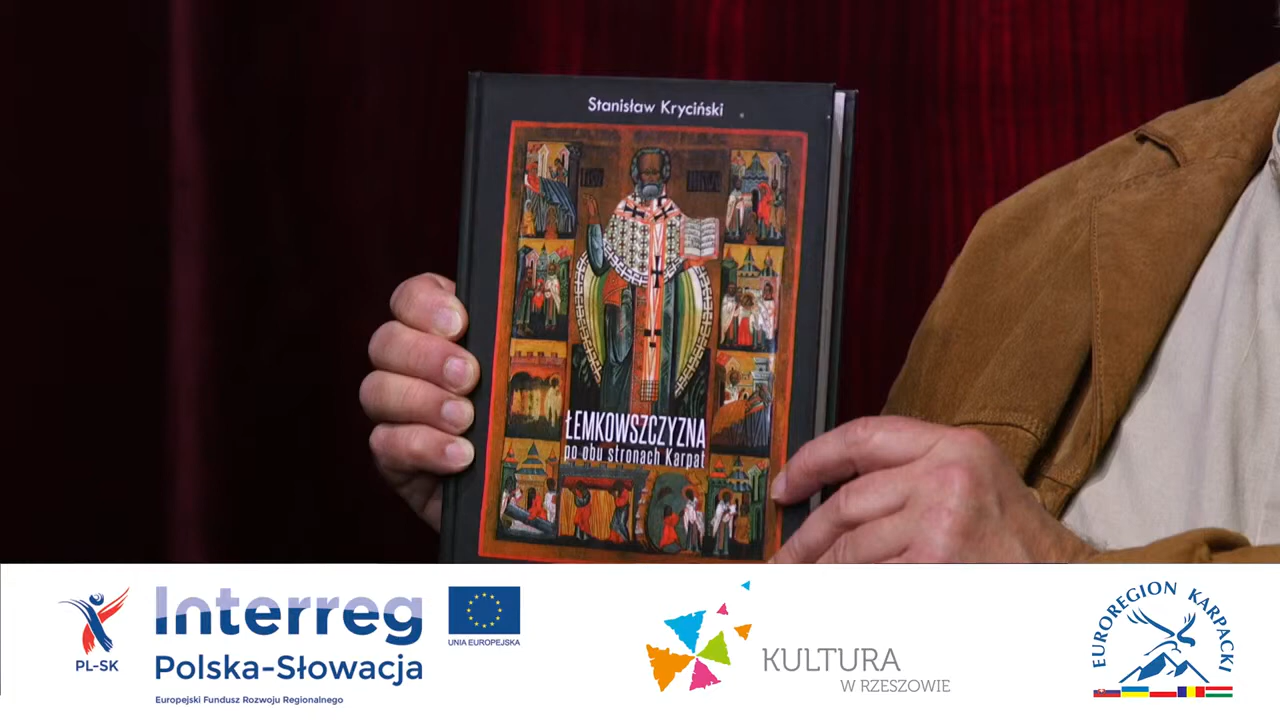 Stanisław Kryciński
ŁEMKOWSZCZYZNA
po obu stronach Karpat
PL-SK
Interreg
Polska-Słowacja
Europejski Fundusz Rozwoju Regionalnego
UNIA EUROPEJSKA
KULTURA
W RZESZOWIE
EUROREGION KARPACKI